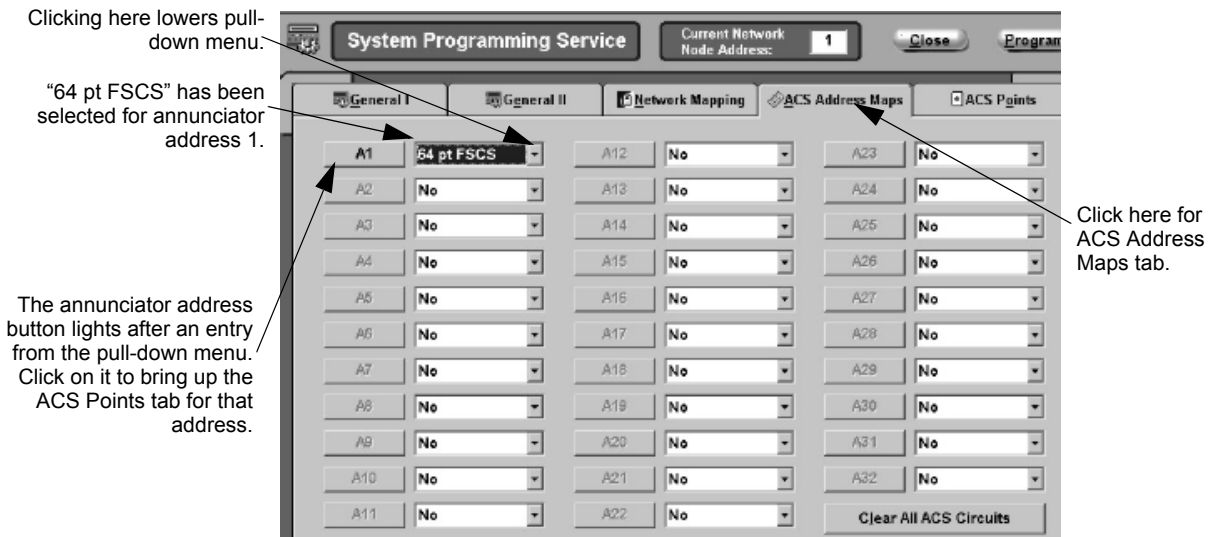 Clicking here lowers pull-
down menu.
“64 pt FSCS” has been
selected for annunciator
address 1.
The annunciator address
button lights after an entry
from the pull-down menu.
Click on it to bring up the
ACS Points tab for that
address.
System Programming Service
Current Network
Node Address:
1
Close
Program
General I
General II
Network Mapping
ACS Address Maps
ACS Points
A1 64 pt FSCS A12 No A23 No
A2 No A13 No A24 No
A3 No A14 No A25 No
A4 No A15 No A26 No
A5 No A16 No A27 No
A6 No A17 No A28 No
A7 No A18 No A29 No
A8 No A19 No A30 No
A9 No A20 No A31 No
A10 No A21 No A32 No
A11 No A22 No Clear All ACS Circuits
Click here for
ACS Address
Maps tab.